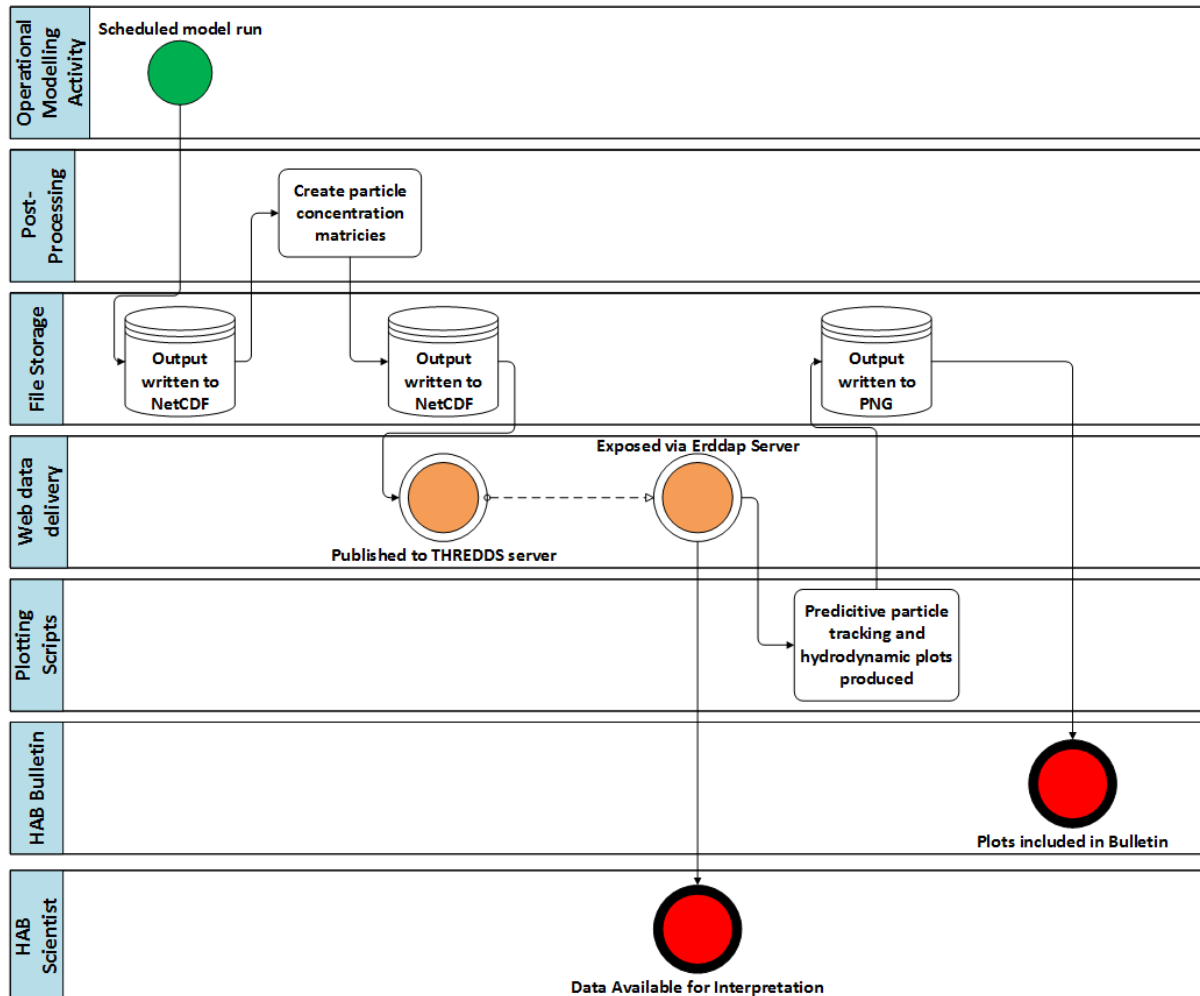 Operational
Modelling
Activity
Scheduled model run
Post-
Processing
Create particle
concentration
matricies
File Storage
Output
written to
NetCDF
Output
written to
NetCDF
Output
written to
PNG
Web data
delivery
Published to THREDDS server
Exposed via Erddap Server
Plotting
Scripts
Predicitive particle
tracking and
hydrodynamic plots
produced
HAB Bulletin
Plots included in Bulletin
HAB
Scientist
Data Available for Interpretation